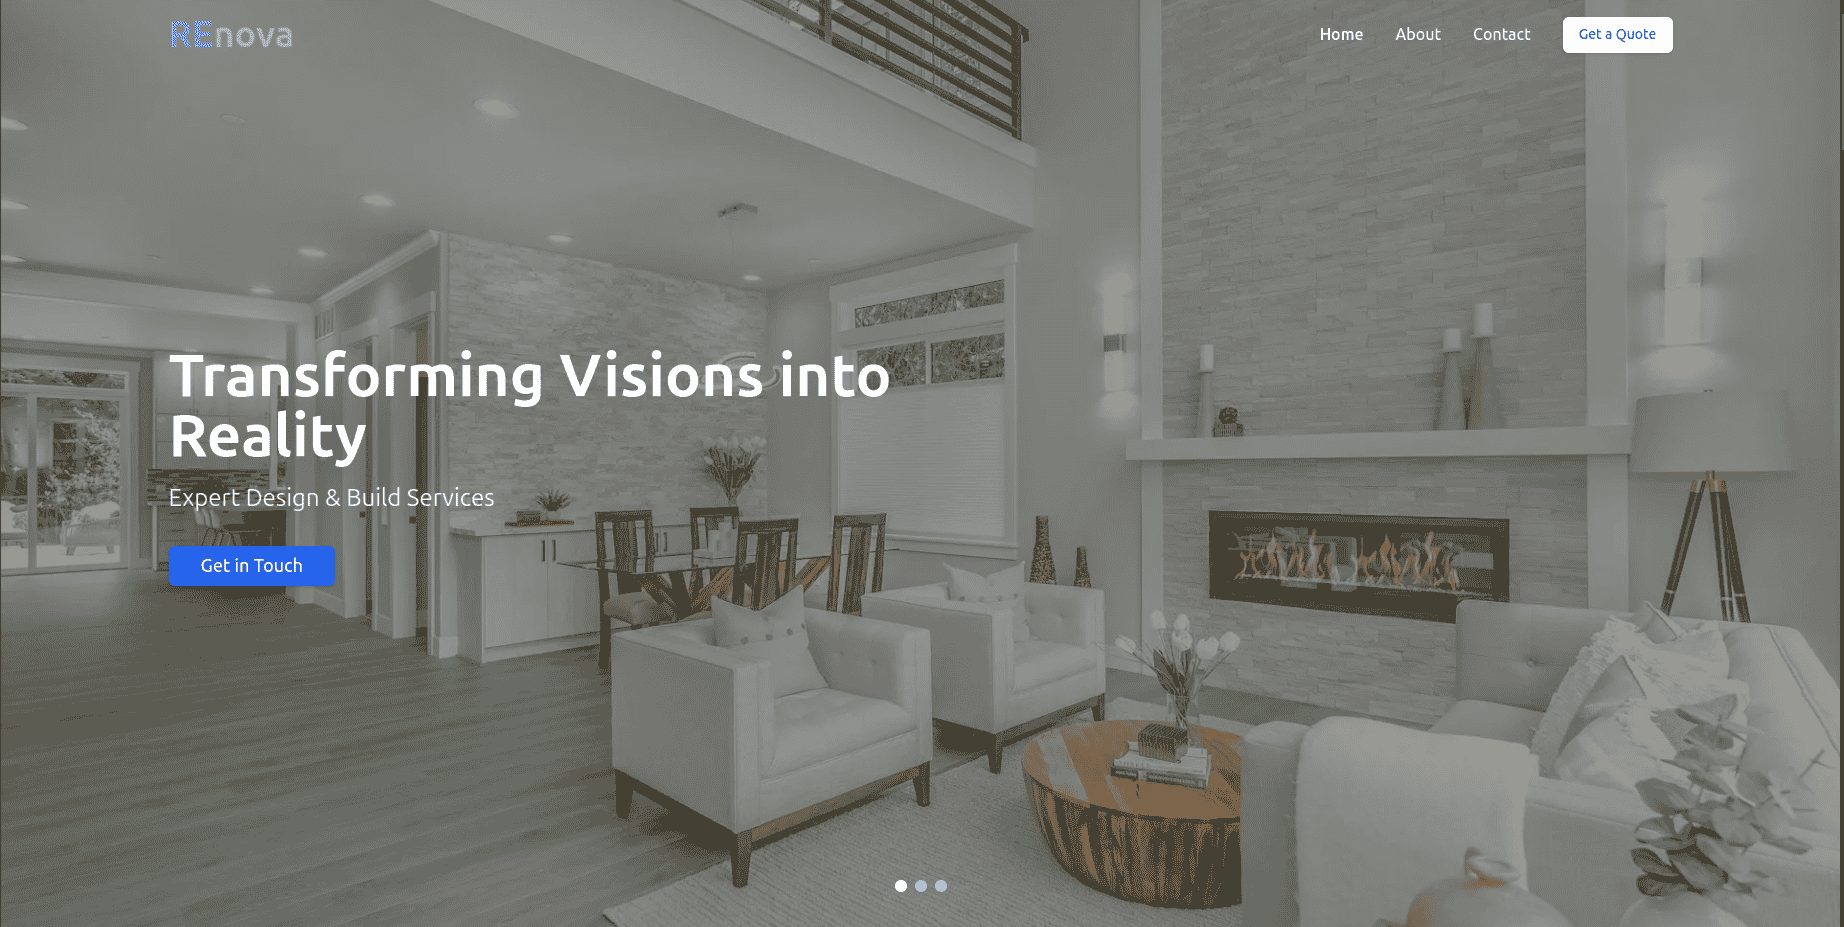 REnova
Home
About
Contact
Get a Quote
Transforming Visions into
Reality
Expert Design & Build Services
Get in Touch